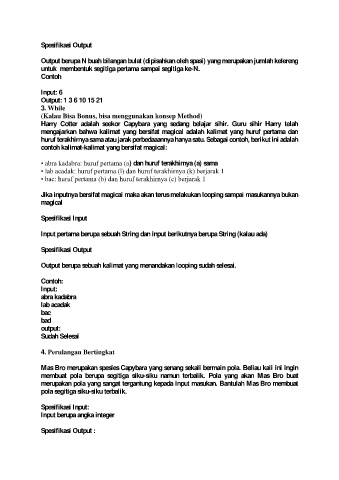 Spesifikasi Output
Output berupa N buah bilangan bulat (dipisahkan oleh spasi) yang merupakan jumlah kelereng
untuk membentuk segitiga pertama sampai segitiga ke-N.
Contoh
Input: 6
Output: 1 3 6 10 15 21
3. While
(Kalau Bisa Bonus, bisa menggunakan konsep Method)
Harry Cotter adalah seekor Capybara yang sedang belajar sihir. Guru sihir Harry telah
mengajarkan bahwa kalimat yang bersifat magical adalah kalimat yang huruf pertama dan
huruf terakhirnya sama atau jarak perbedaaannya hanya satu. Sebagai contoh, berikut ini adalah
contoh kalimat-kalimat yang bersifat magical:
• abra kadabra: huruf pertama (a) dan huruf terakhirnya (a) sama
• lab acadak: huruf pertama (l) dan huruf terakhirnya (k) berjarak 1
• bac: huruf pertama (b) dan huruf terakhirnya (c) berjarak 1
Jika inputnya bersifat magical maka akan terus melakukan looping sampai masukannya bukan
magical
Spesifikasi Input
Input pertama berupa sebuah String dan input berikutnya berupa String (kalau ada)
Spesifikasi Output
Output berupa sebuah kalimat yang menandakan looping sudah selesai.
Contoh:
Input:
abra kadabra
lab acadak
bac
bad
output:
Sudah Selesai
4. Perulangan Bertingkat
Mas Bro merupakan spesies Capybara yang senang sekali bermain pola. Beliau kali ini ingin
membuat pola berupa segitiga siku-siku namun terbalik. Pola yang akan Mas Bro buat
merupakan pola yang sangat tergantung kepada input masukan. Bantulah Mas Bro membuat
pola segitiga siku-siku terbalik.
Spesifikasi Input:
Input berupa angka integer
Spesifikasi Output :